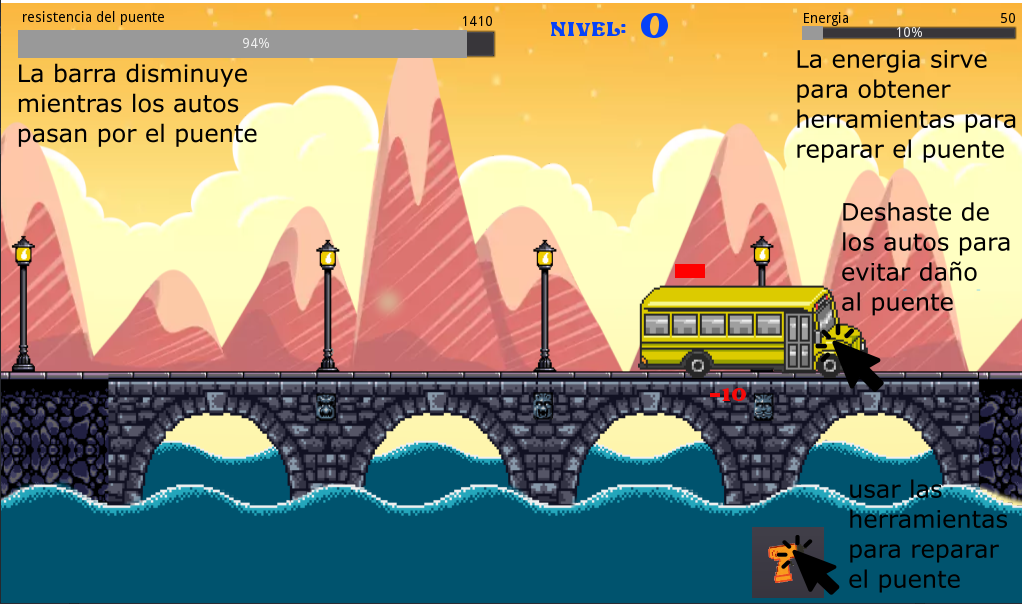 resistencia del puente
1410
94%
NIVEL: 0
Energia
50
10%
La barra disminuye
mientras los autos
pasan por el puente
La energia sirve
para obtener
herramientas para
reparar el puente
Deshaste de
los autos para
evitar daño
al puente
-10
usar las
herramientas
para reparar
el puente